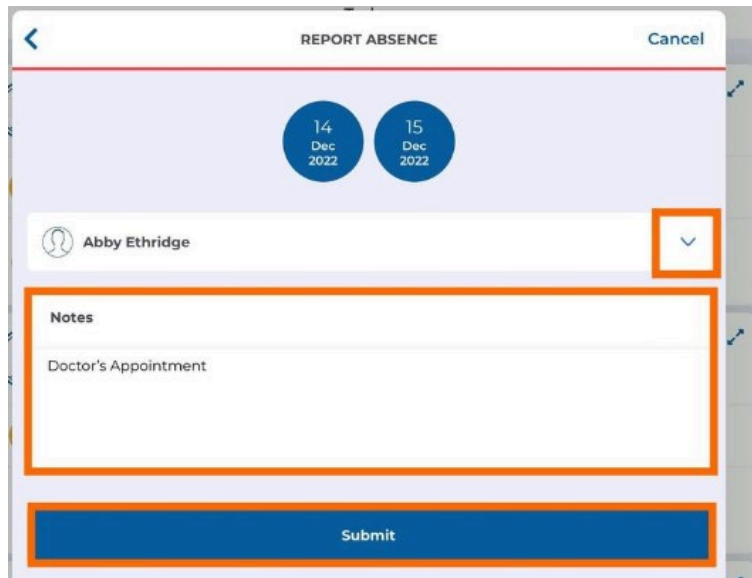 REPORT ABSENCE
Cancel
14
Dec
2022
15
Dec
2022
Abby Ethridge
Notes
Doctor's Appointment
Submit